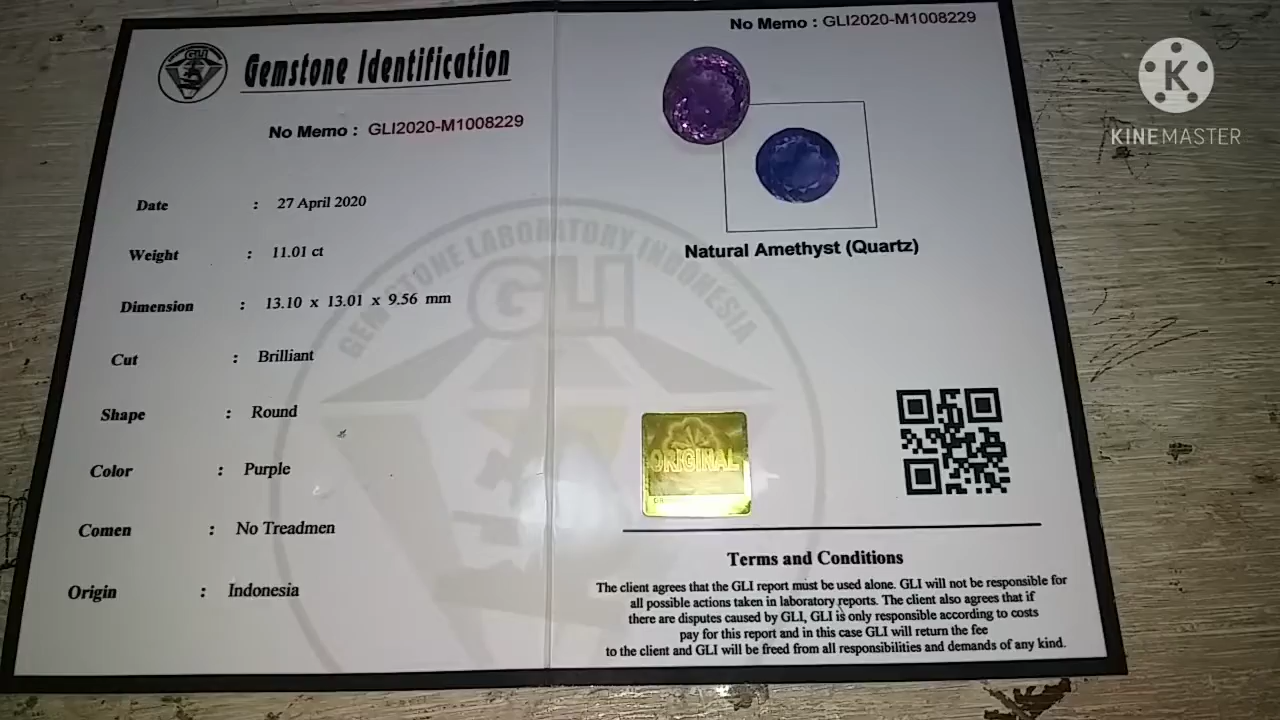 GLI
Gemstone Identification
No Memo : GLI2020-M1008229
Date : 27 April 2020
Weight : 11.01 ct
Dimension : 13.10 x 13.01 x 9.56 mm
Cut : Brilliant
Shape : Round
Color : Purple
Comen : No Treadmen
Origin : Indonesia
GEMSTONE LABORATORY INDONESIA
GLI
No Memo : GLI2020-M1008229
Natural Amethyst (Quartz)
ORIGINAL
Terms and Conditions
The client agrees that the GLI report must be used alone. GLI will not be responsible for
all possible actions taken in laboratory reports. The client also agrees that if
there are disputes caused by GLI, GLI is only responsible according to costs
pay for this report and in this case GLI will return the fee
to the client and GLI will be freed from all responsibilities and demands of any kind.
K
KINEMASTER